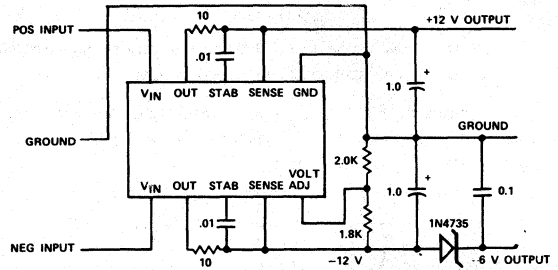 10
+12 V OUTPUT
POS INPUT
.01
VIN OUT STAB SENSE GND
1.0
+
GROUND
GROUND
2.0K
VOLT
VIN OUT STAB SENSE ADJ
1.0
+
0.1
.01
1.8K
1N4735
NEG INPUT
10
−12 V
-6 V OUTPUT